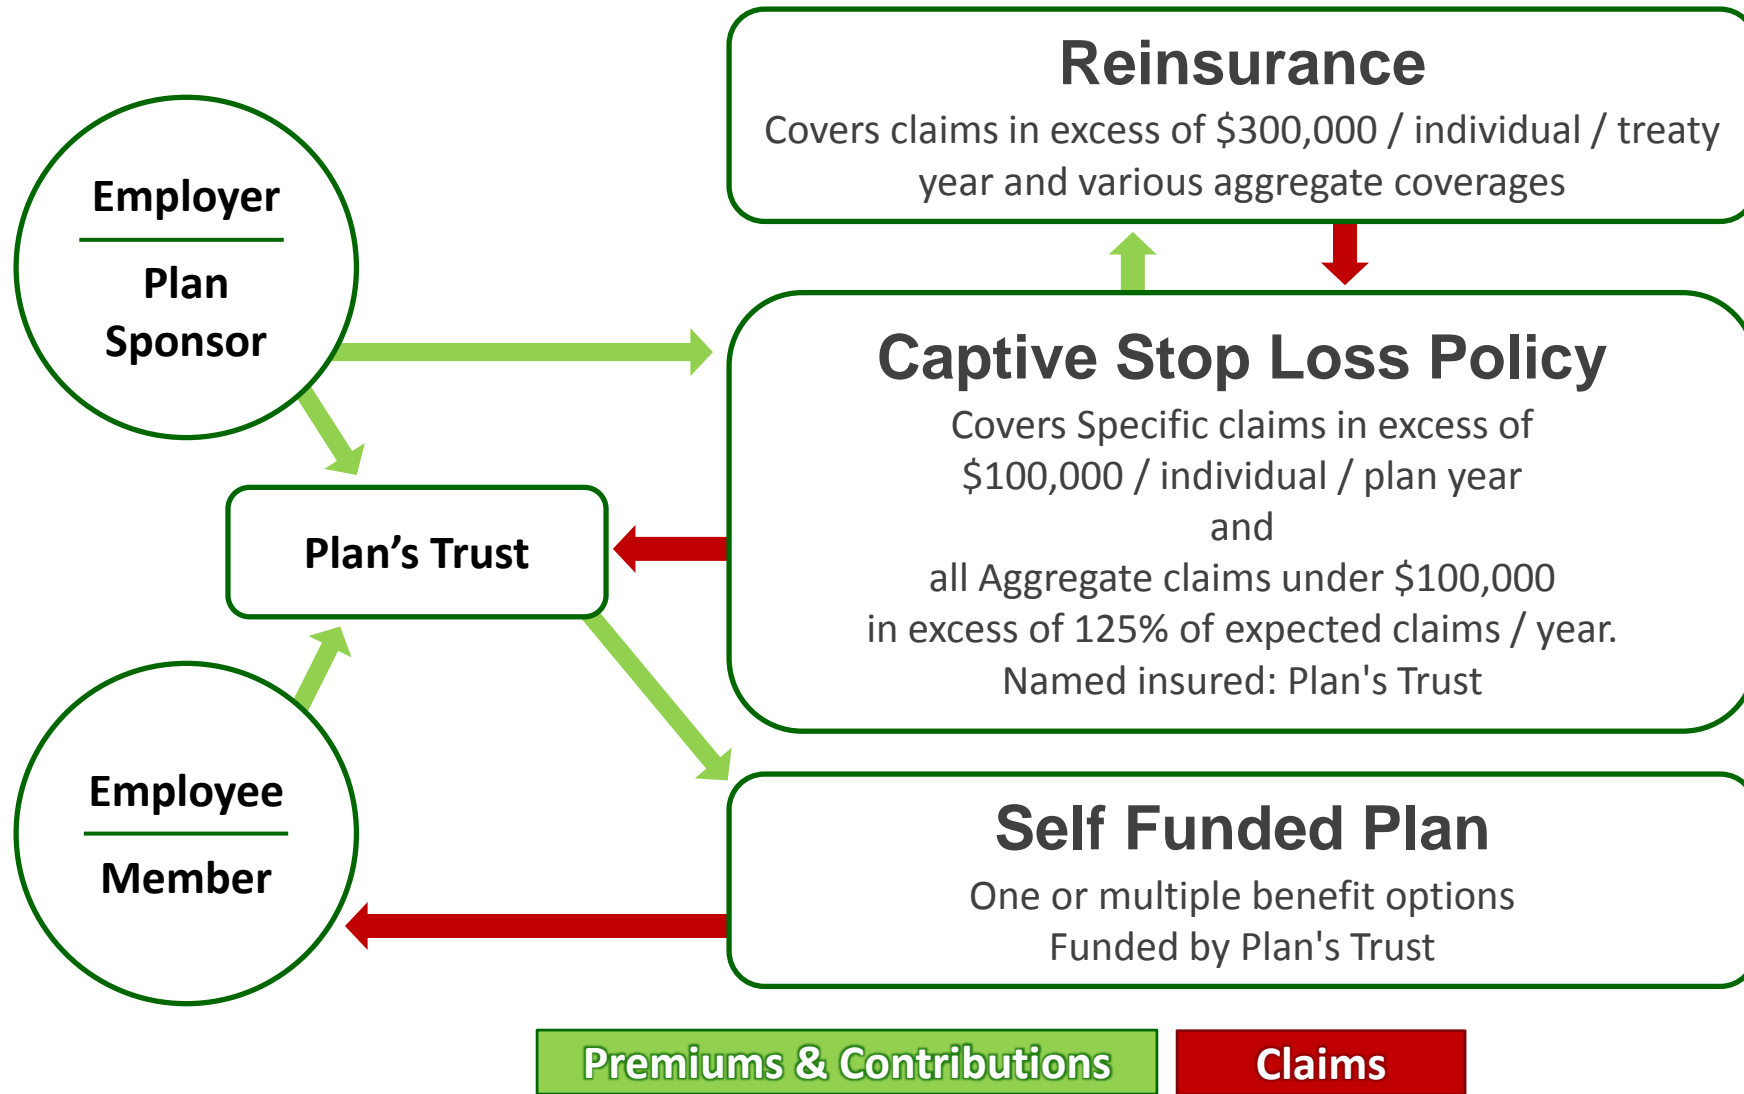 Reinsurance
Covers claims in excess of $300,000 / individual / treaty
year and various aggregate coverages
Employer
Plan
Sponsor
Captive Stop Loss Policy
Covers Specific claims in excess of
$100,000 / individual / plan year
and
all Aggregate claims under $100,000
in excess of 125% of expected claims / year.
Named insured: Plan's Trust
Plan’s Trust
Employee
Member
Self Funded Plan
One or multiple benefit options
Funded by Plan's Trust
Premiums & Contributions
Claims